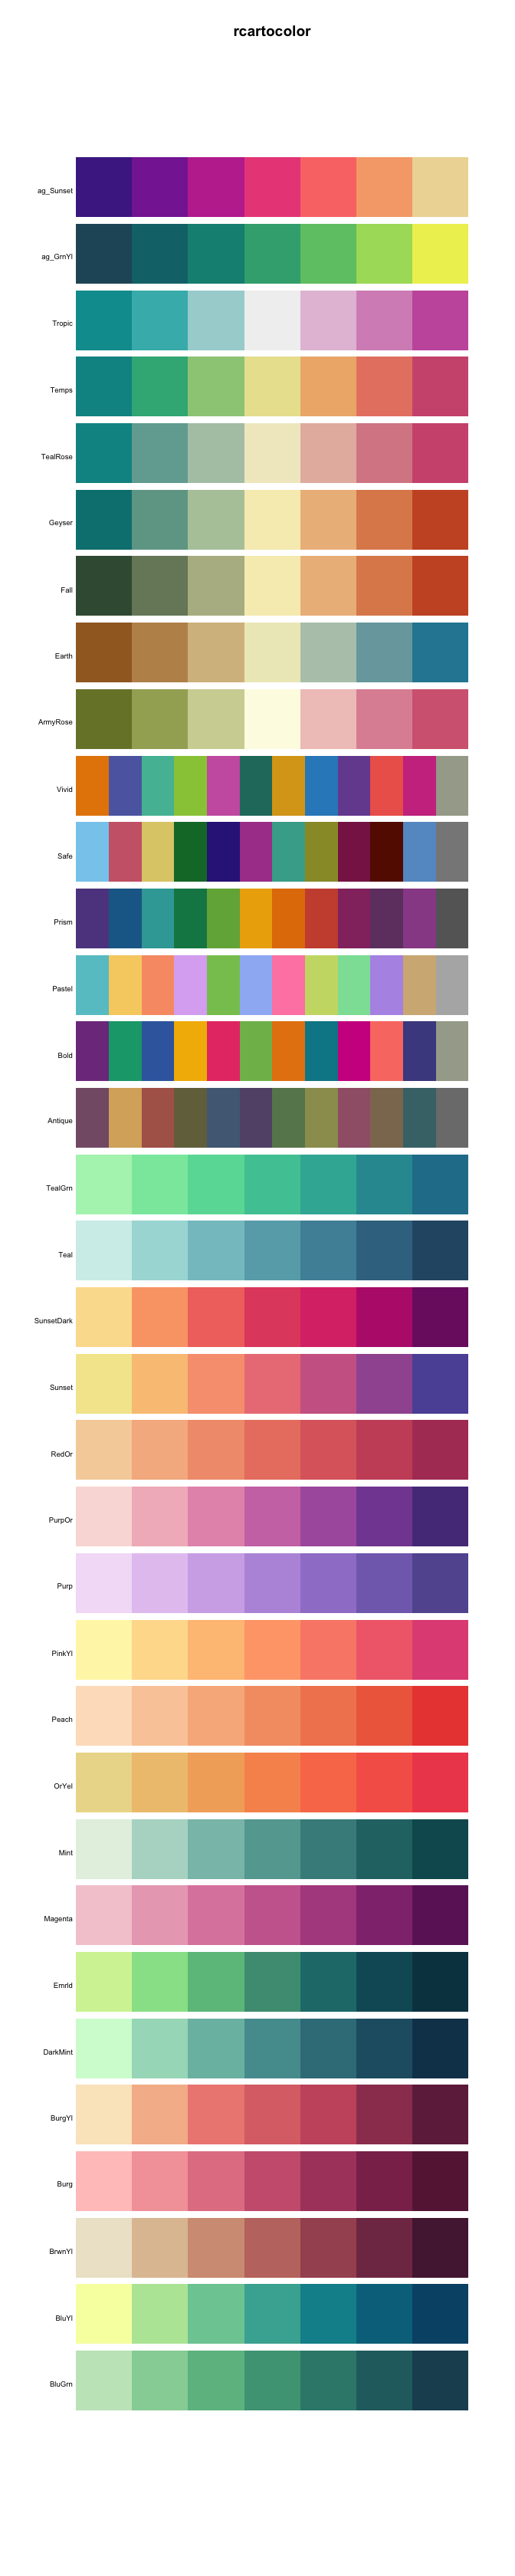 rcartocolor
ag_Sunset
ag_GrnYl
Tropic
Temps
TealRose
Geyser
Fall
Earth
ArmyRose
Vivid
Safe
Prism
Pastel
Bold
Antique
TealGrn
Teal
SunsetDark
Sunset
RedOr
PurpOr
Purp
PinkYl
Peach
OrYel
Mint
Magenta
Emrld
DarkMint
BurgYl
Burg
BrwnYl
BluYl
BluGrn